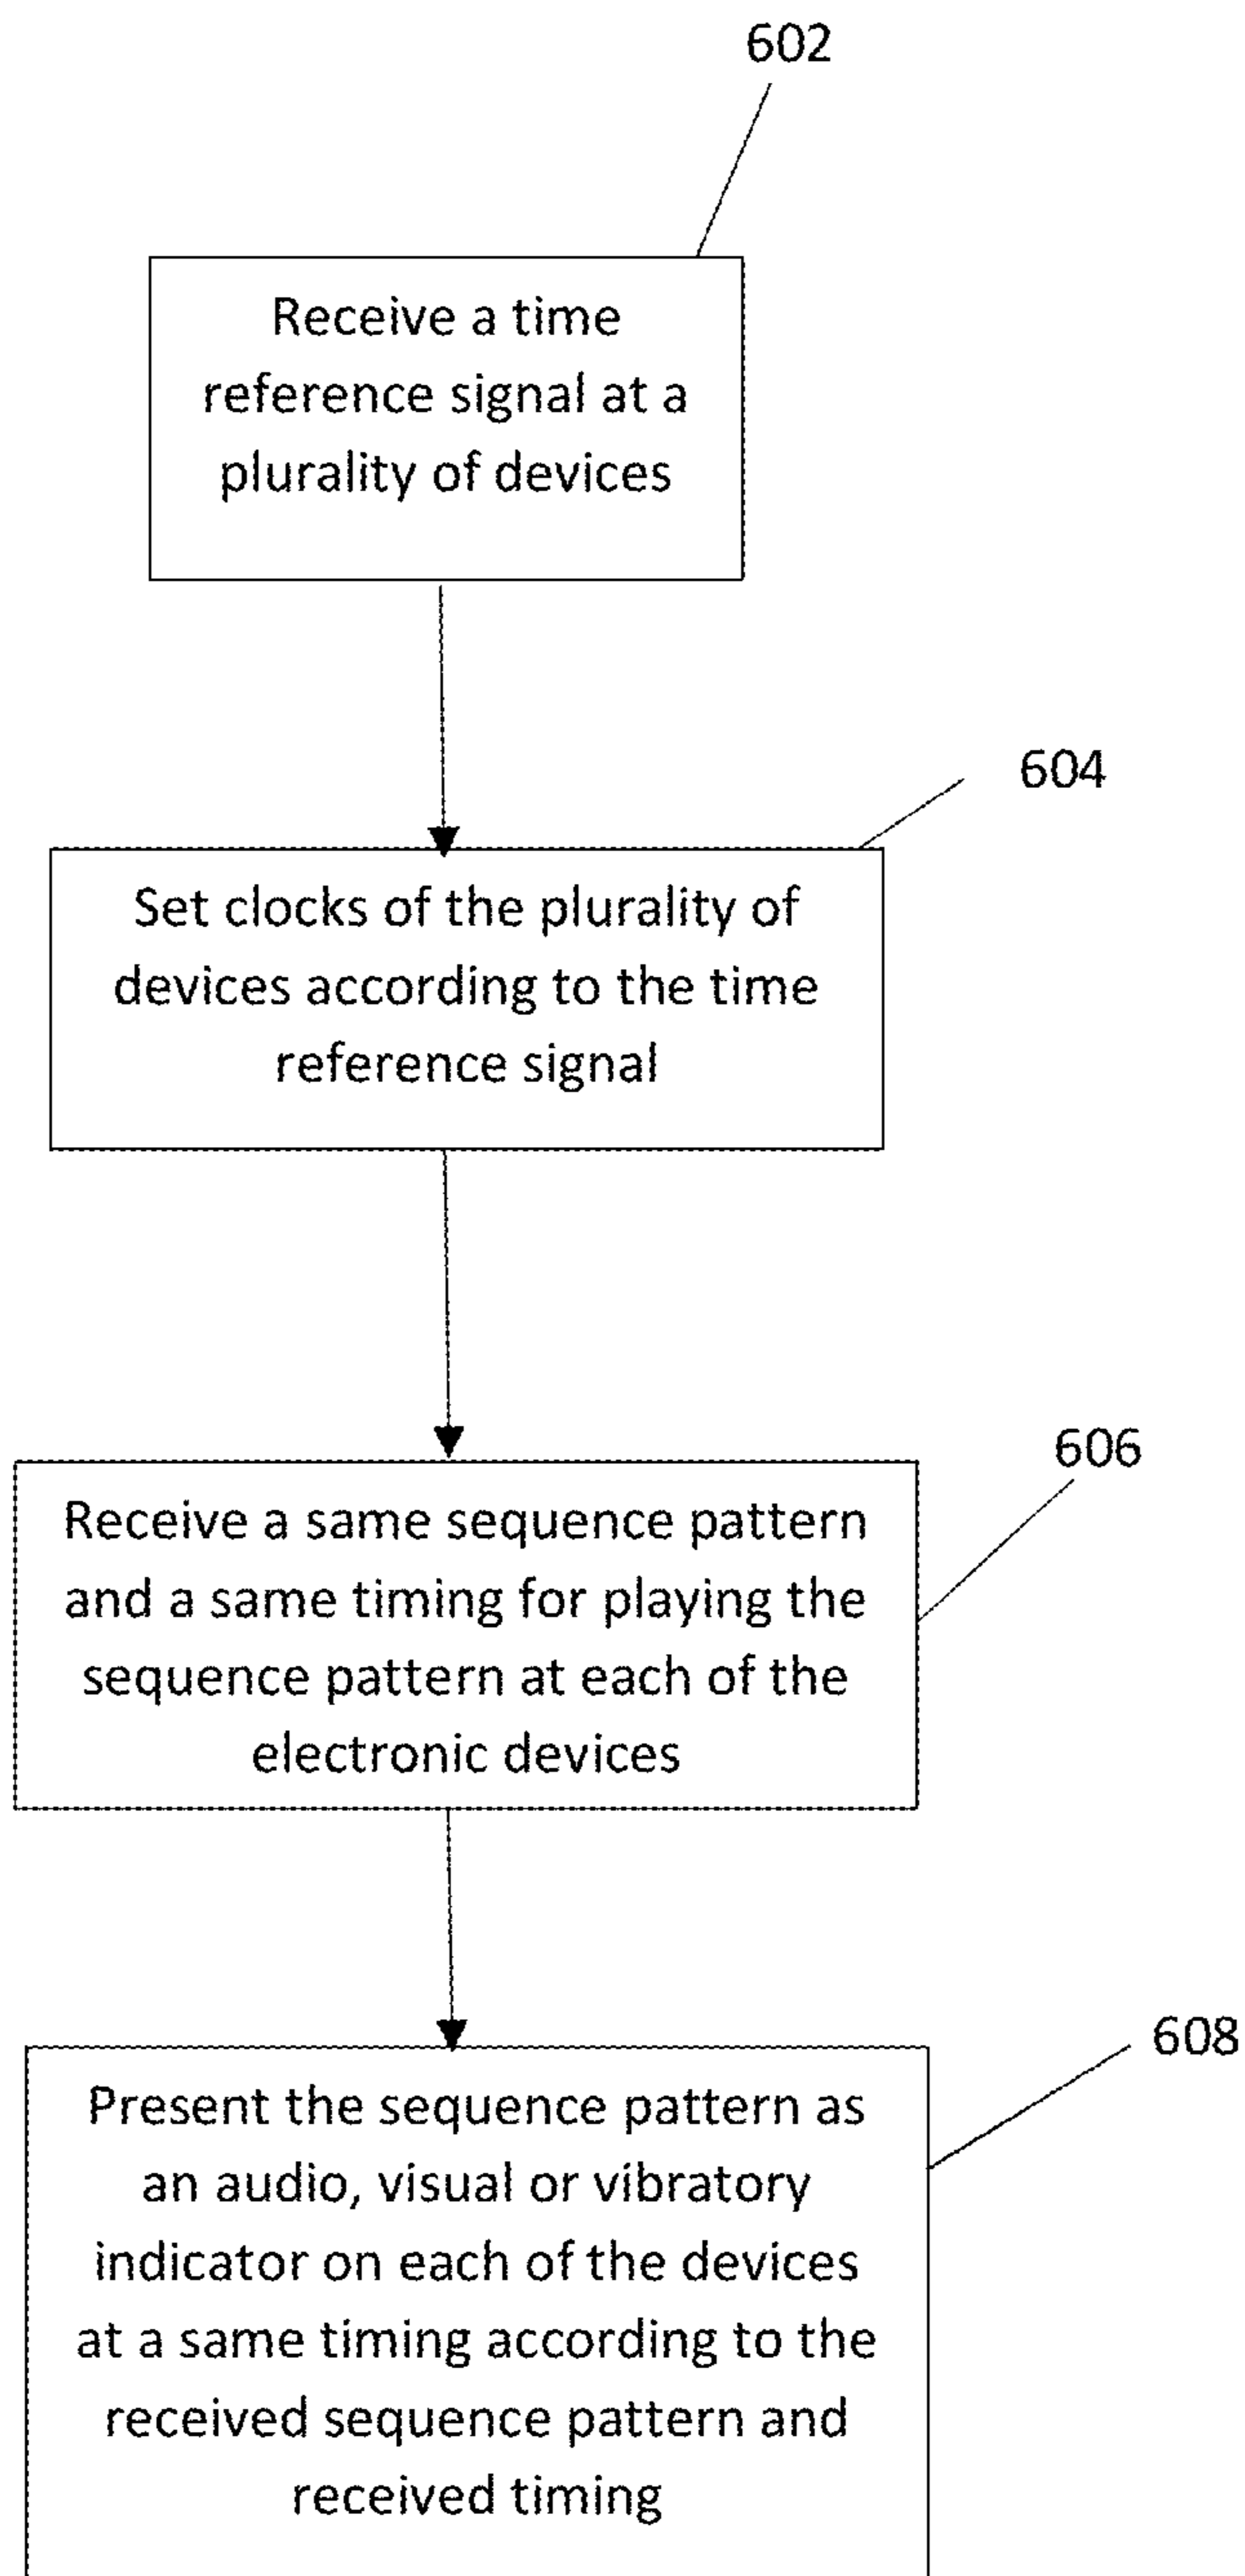 602
Receive a time
reference signal at a
plurality of devices
604
Set clocks of the plurality of
devices according to the time
reference signal
606
Receive a same sequence pattern
and a same timing for playing the
sequence pattern at each of the
electronic devices
608
Present the sequence pattern as
an audio, visual or vibratory
indicator on each of the devices
at a same timing according to the
received sequence pattern and
received timing